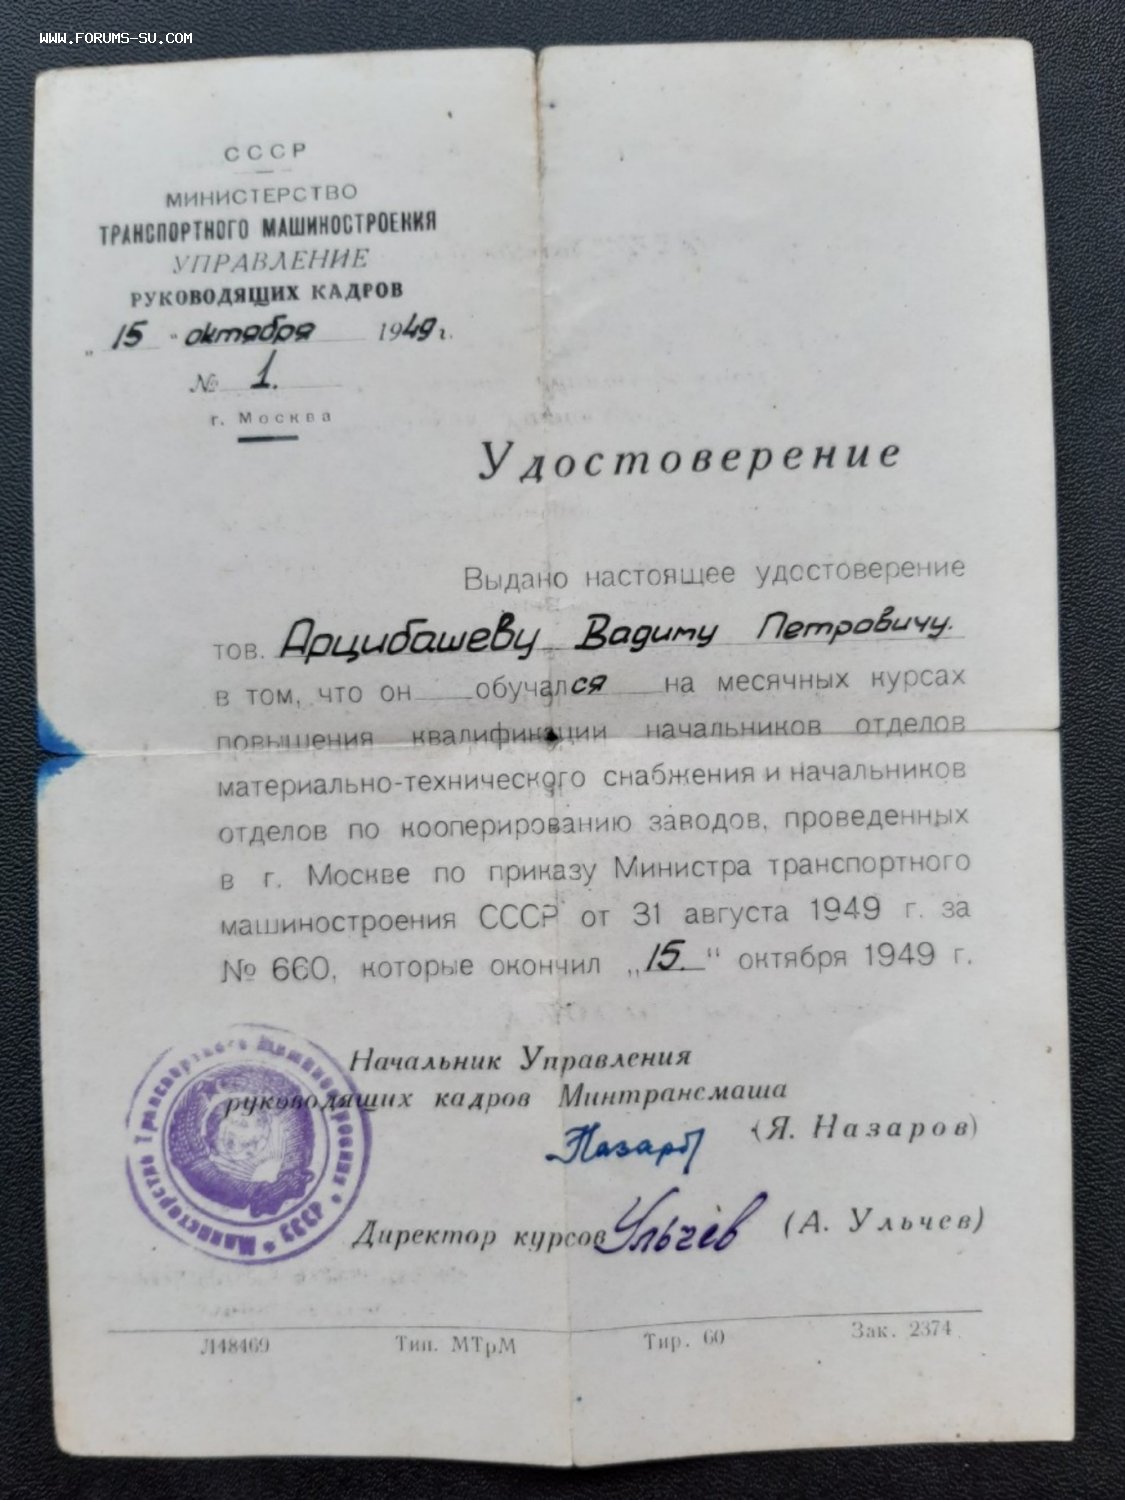 WWW.FORUMS-SU.COM
СССР
МИНИСТЕРСТВО
ТРАНСПОРТНОГО МАШИНОСТРОЕНИЯ
УПРАВЛЕНИЕ
РУКОВОДЯЩИХ КАДРОВ
„ 15 " октября 1949 г.
№ 1.
г. Москва
Удостоверение
Выдано настоящее удостоверение
тов. Арцибашеву Вадиму Петровичу.
в том, что он обучался на месячных курсах
повышения квалификации начальников отделов
материально-технического снабжения и начальников
отделов по кооперированию заводов, проведенных
в г. Москве по приказу Министра транспортного
машиностроения СССР от 31 августа 1949 г. за
№ 660, которые окончил „15." октября 1949 г.
Начальник Управления
руководящих кадров Минтрансмаша
Назаров (Я. Назаров)
Директор курсов Ульчев (А. Ульчев)
Министерство Транспортного Машиностроения * СССР *
Л48469 Тип. МТрМ Тир. 60 Зак. 2374